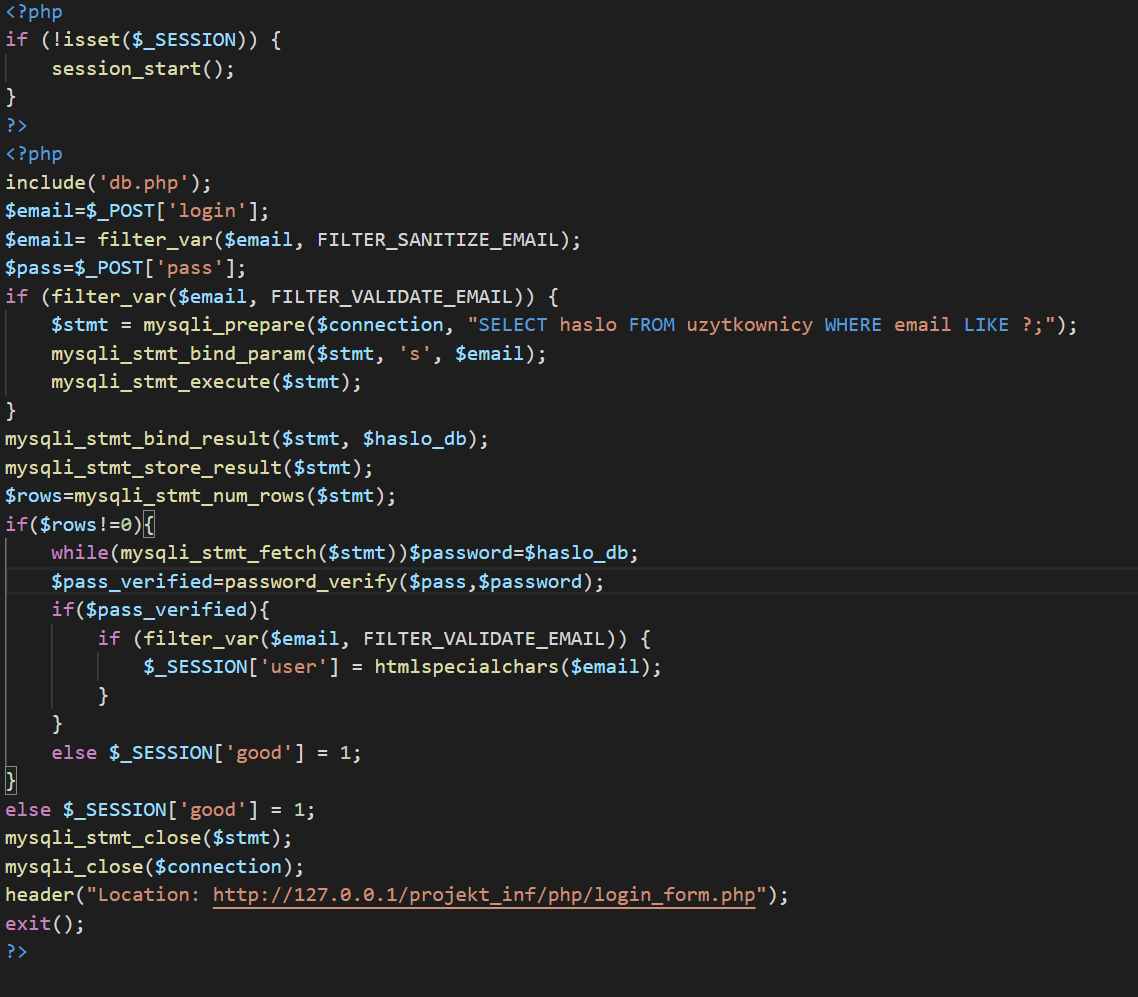 <?php
if (!isset($_SESSION)) {
    session_start();
}
?>
<?php
include('db.php');
$email=$_POST['login'];
$email= filter_var($email, FILTER_SANITIZE_EMAIL);
$pass=$_POST['pass'];
if (filter_var($email, FILTER_VALIDATE_EMAIL)) {
    $stmt = mysqli_prepare($connection, "SELECT haslo FROM uzytkownicy WHERE email LIKE ?;");
    mysqli_stmt_bind_param($stmt, 's', $email);
    mysqli_stmt_execute($stmt);
}
mysqli_stmt_bind_result($stmt, $haslo_db);
mysqli_stmt_store_result($stmt);
$rows=mysqli_stmt_num_rows($stmt);
if($rows!=0){
    while(mysqli_stmt_fetch($stmt))$password=$haslo_db;
    $pass_verified=password_verify($pass,$password);
    if($pass_verified){
        if (filter_var($email, FILTER_VALIDATE_EMAIL)) {
            $_SESSION['user'] = htmlspecialchars($email);
        }
    }
    else $_SESSION['good'] = 1;
}
else $_SESSION['good'] = 1;
mysqli_stmt_close($stmt);
mysqli_close($connection);
header("Location: http://127.0.0.1/projekt_inf/php/login_form.php");
exit();
?>